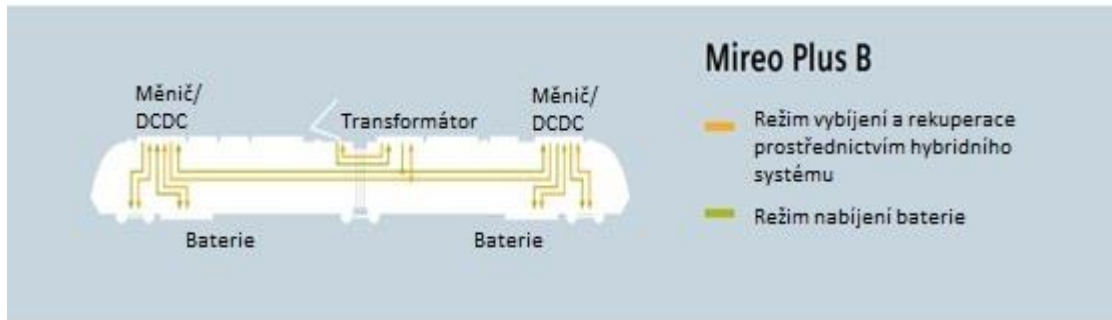 Mireo Plus B
Měnič/
DCDC
Transformátor
Měnič/
DCDC
Baterie
Baterie
Režim vybíjení a rekuperace
prostřednictvím hybridního
systému
Režim nabíjení baterie